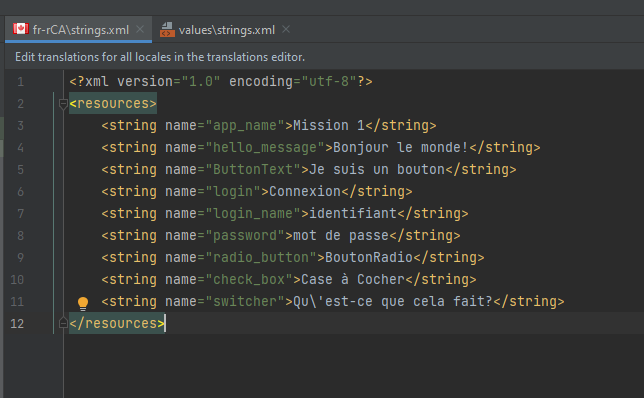 fr-rCA\strings.xml values\strings.xml
Edit translations for all locales in the translations editor.
1 <?xml version="1.0" encoding="utf-8"?>
2 <resources>
3 <string name="app_name">Mission 1</string>
4 <string name="hello_message">Bonjour le monde!</string>
5 <string name="ButtonText">Je suis un bouton</string>
6 <string name="login">Connexion</string>
7 <string name="login_name">identifiant</string>
8 <string name="password">mot de passe</string>
9 <string name="radio_button">BoutonRadio</string>
10 <string name="check_box">Case à Cocher</string>
11 <string name="switcher">Qu\'est-ce que cela fait?</string>
12 </resources>